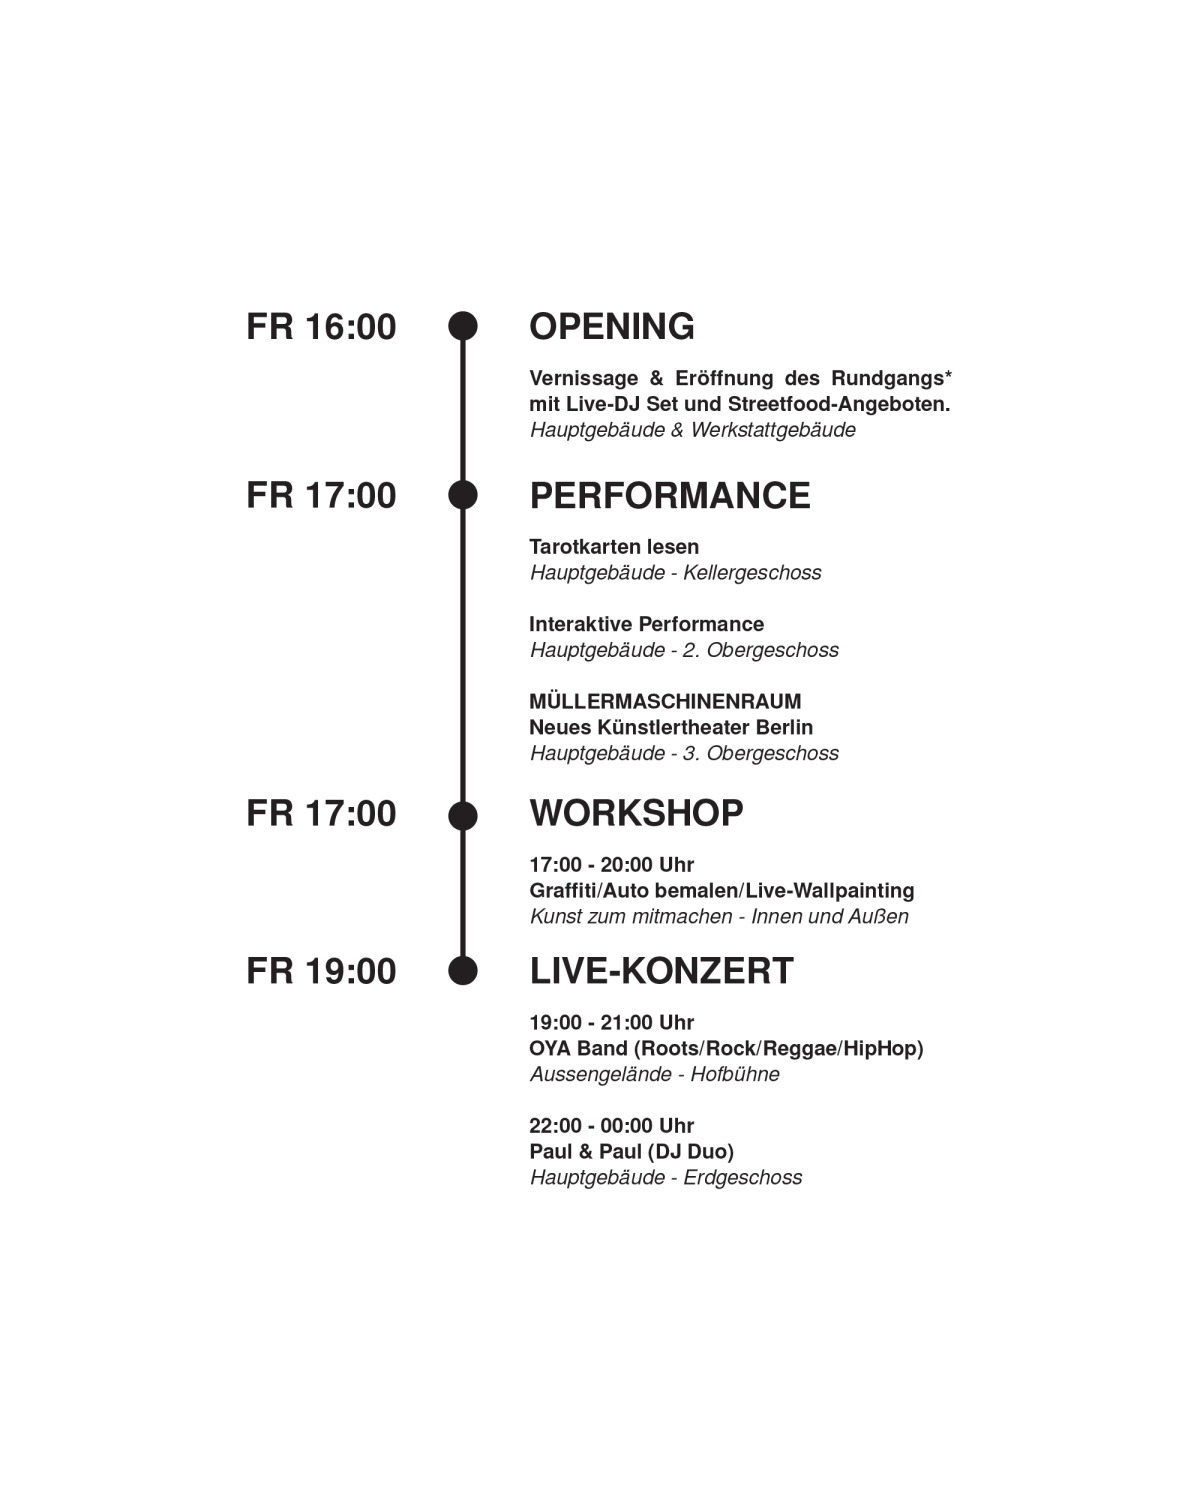 FR 16:00
OPENING
Vernissage & Eröffnung des Rundgangs*
mit Live-DJ Set und Streetfood-Angeboten.
Hauptgebäude & Werkstattgebäude
FR 17:00
PERFORMANCE
Tarotkarten lesen
Hauptgebäude - Kellergeschoss
Interaktive Performance
Hauptgebäude - 2. Obergeschoss
MÜLLERMASCHINENRAUM
Neues Künstlertheater Berlin
Hauptgebäude - 3. Obergeschoss
FR 17:00
WORKSHOP
17:00 - 20:00 Uhr
Graffiti/Auto bemalen/Live-Wallpainting
Kunst zum mitmachen - Innen und Außen
FR 19:00
LIVE-KONZERT
19:00 - 21:00 Uhr
OYA Band (Roots/Rock/Reggae/HipHop)
Aussengelände - Hofbühne
22:00 - 00:00 Uhr
Paul & Paul (DJ Duo)
Hauptgebäude - Erdgeschoss